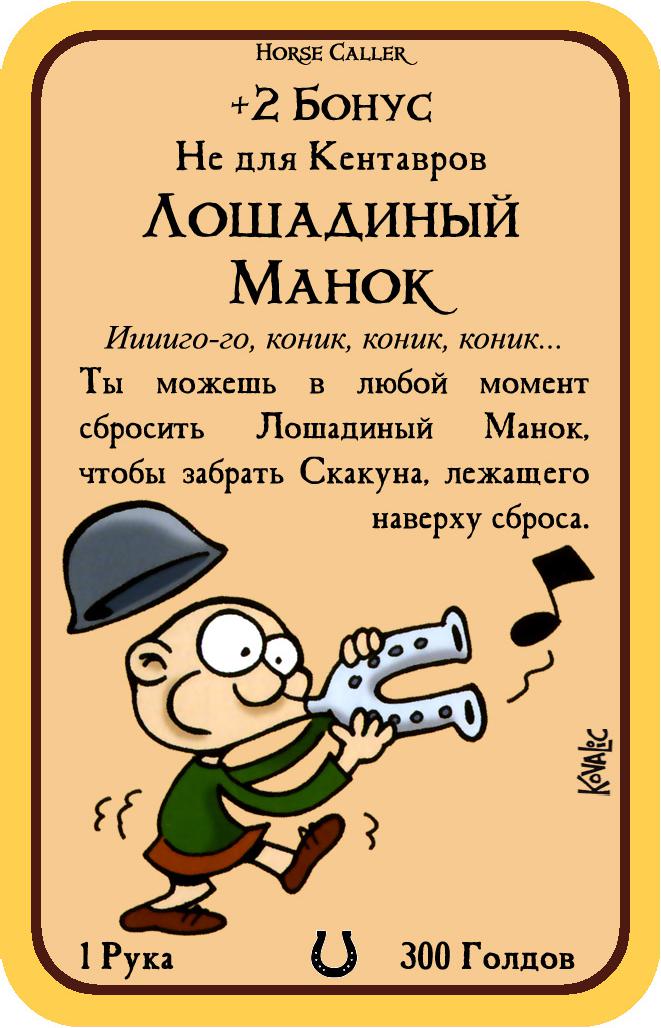 Horse Caller
+2 Бонус
Не для Кентавров
Лошадиный
Манок
Иииго-го, коник, коник, коник...
Ты можешь в любой момент
сбросить Лошадиный Манок,
чтобы забрать Скакуна, лежащего
наверху сброса.
Kovalic
1 Рука
300 Голдов